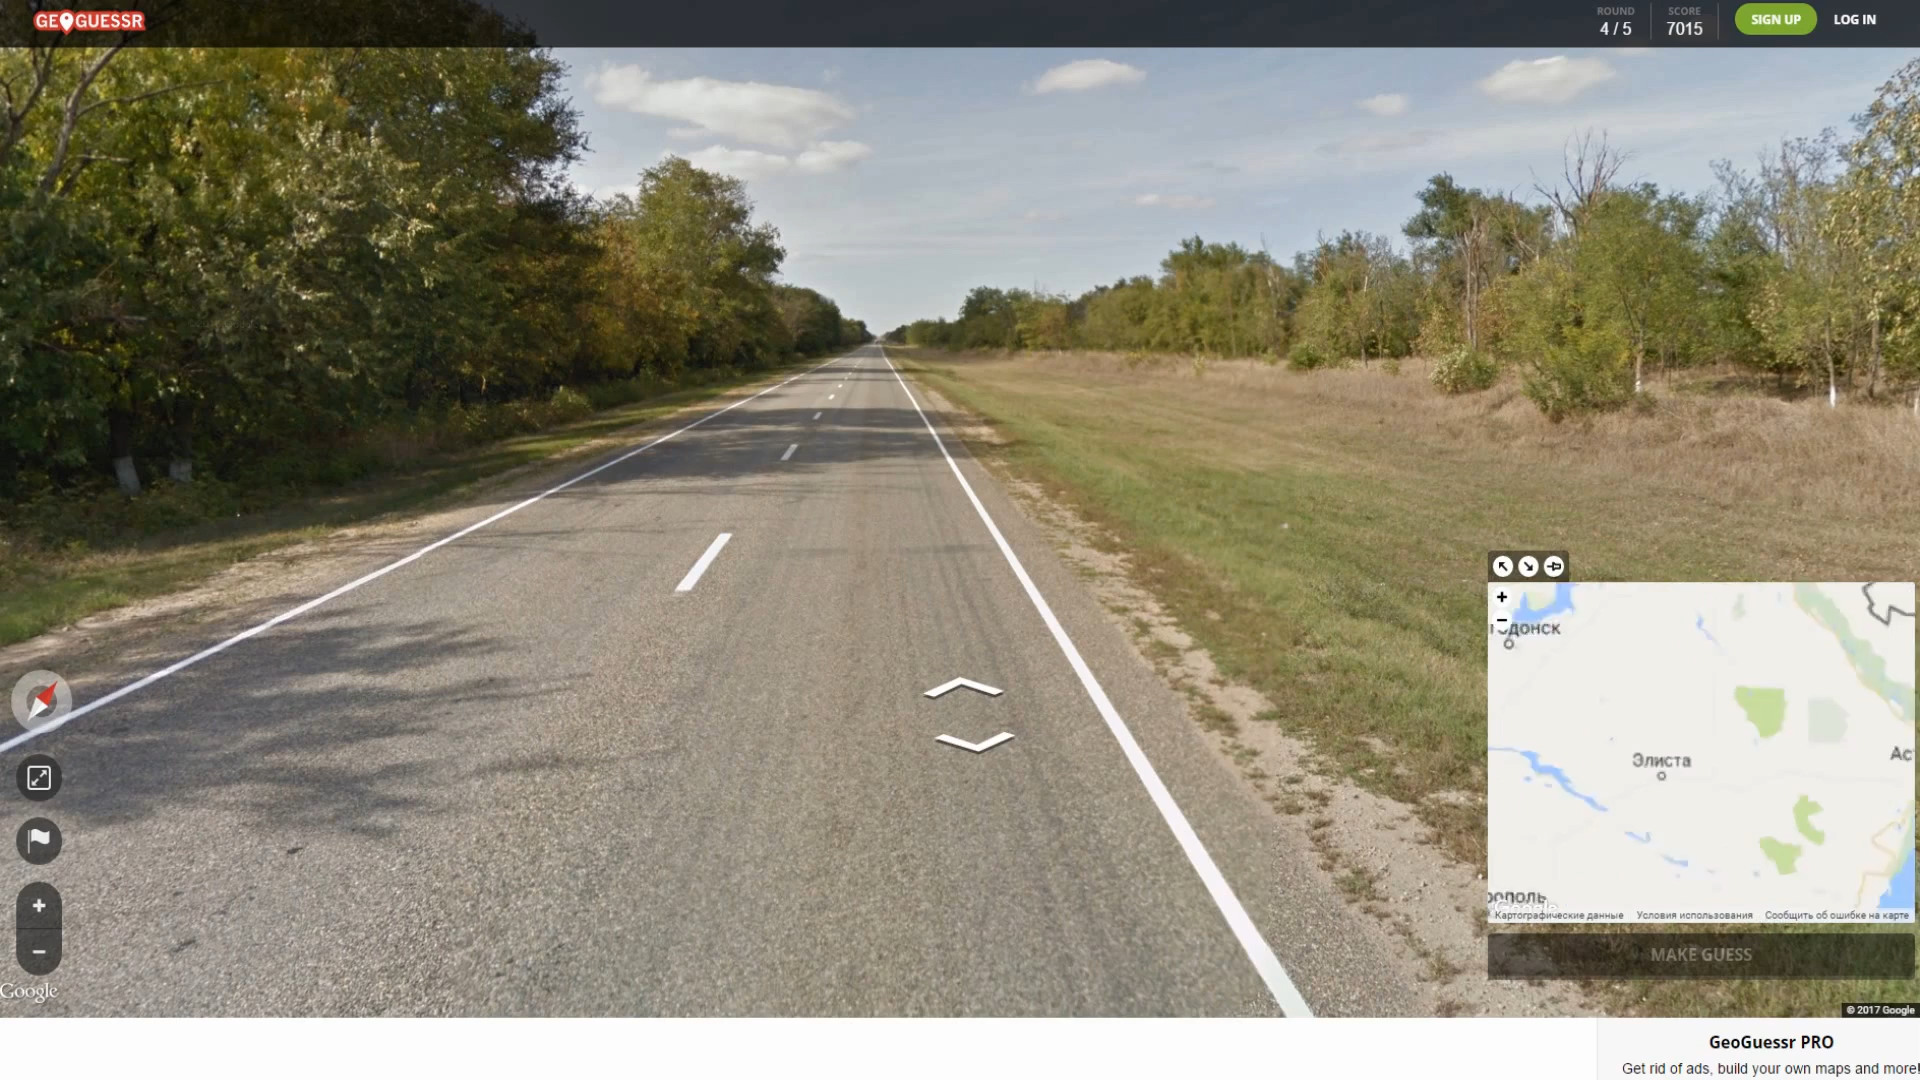 GEOGUESSR
ROUND
4 / 5
SCORE
7015
SIGN UP
LOG IN
Элиста
Google
Картографические данные
Условия использования
Сообщить об ошибке на карте
MAKE GUESS
Google
© 2017 Google
GeoGuessr PRO
Get rid of ads, build your own maps and more!